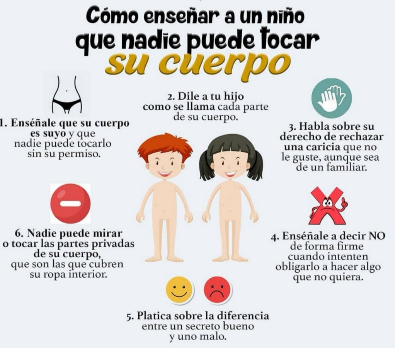 Cómo enseñar a un niño
que nadie puede tocar
su cuerpo
1. Enséñale que su cuerpo
es suyo y que
nadie puede tocarlo
sin su permiso.
2. Dile a tu hijo
como se llama cada parte
de su cuerpo.
3. Habla sobre su
derecho de rechazar
una caricia que no
le guste, aunque sea
de un familiar.
4. Enséñale a decir NO
de forma firme
cuando intenten
obligarlo a hacer algo
que no quiera.
5. Platica sobre la diferencia
entre un secreto bueno
y uno malo.
6. Nadie puede mirar
o tocar las partes privadas
de su cuerpo,
que son las que cubren
su ropa interior.